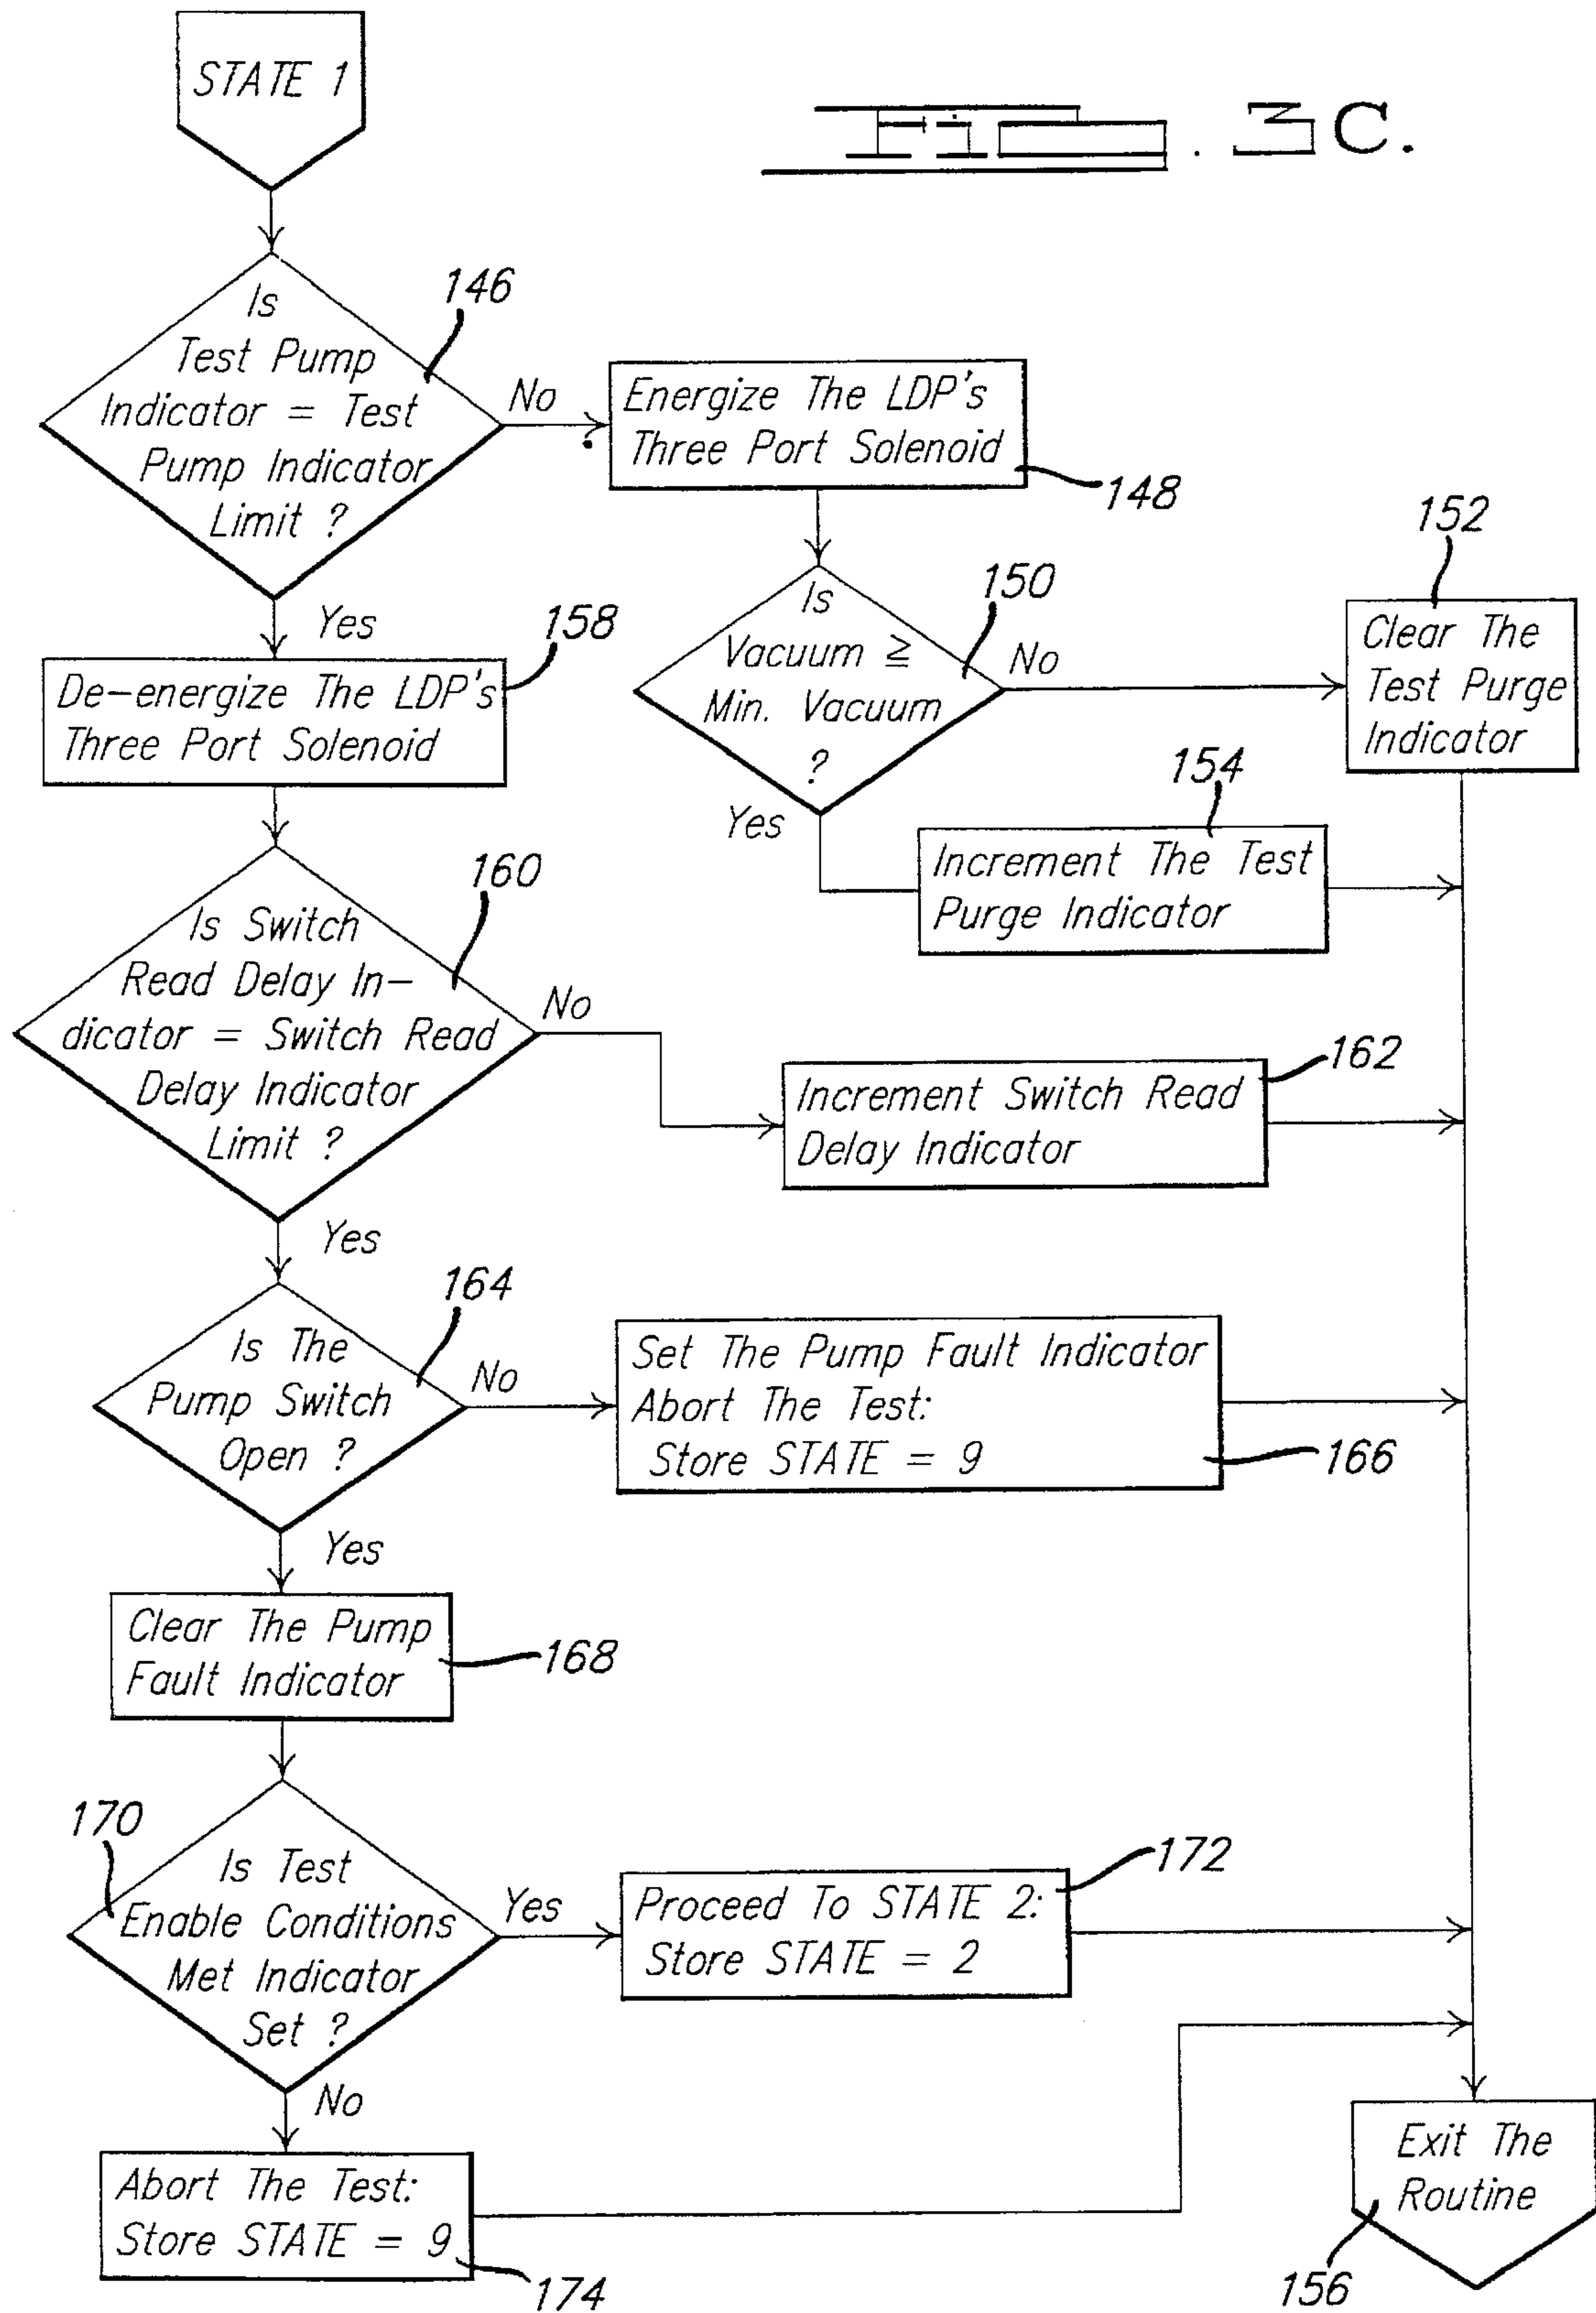 STATE 1
FIG. 3C.
Is
Test Pump
Indicator = Test
Pump Indicator
Limit ?
146
No
Energize The LDP's
Three Port Solenoid
148
Yes
158
De-energize The LDP's
Three Port Solenoid
Is
Vacuum ≧
Min. Vacuum
?
150
No
152
Clear The
Test Purge
Indicator
Yes
154
Increment The Test
Purge Indicator
160
Is Switch
Read Delay In-
dicator = Switch Read
Delay Indicator
Limit ?
No
162
Increment Switch Read
Delay Indicator
Yes
164
Is The
Pump Switch
Open ?
No
Set The Pump Fault Indicator
Abort The Test:
Store STATE = 9
166
Yes
Clear The Pump
Fault Indicator
168
170
Is Test
Enable Conditions
Met Indicator
Set ?
Yes
172
Proceed To STATE 2:
Store STATE = 2
No
Abort The Test:
Store STATE = 9
174
Exit The
Routine
156